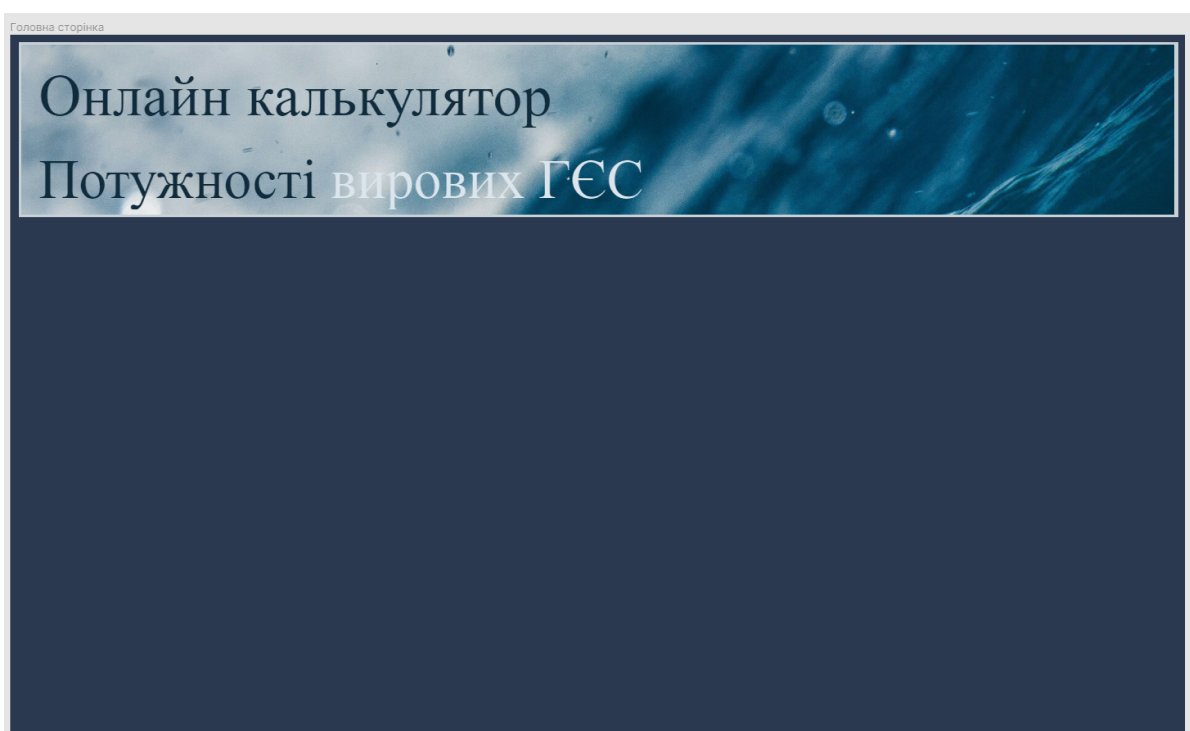 Головна сторінка
Онлайн калькулятор
Потужності вирових ГЄС